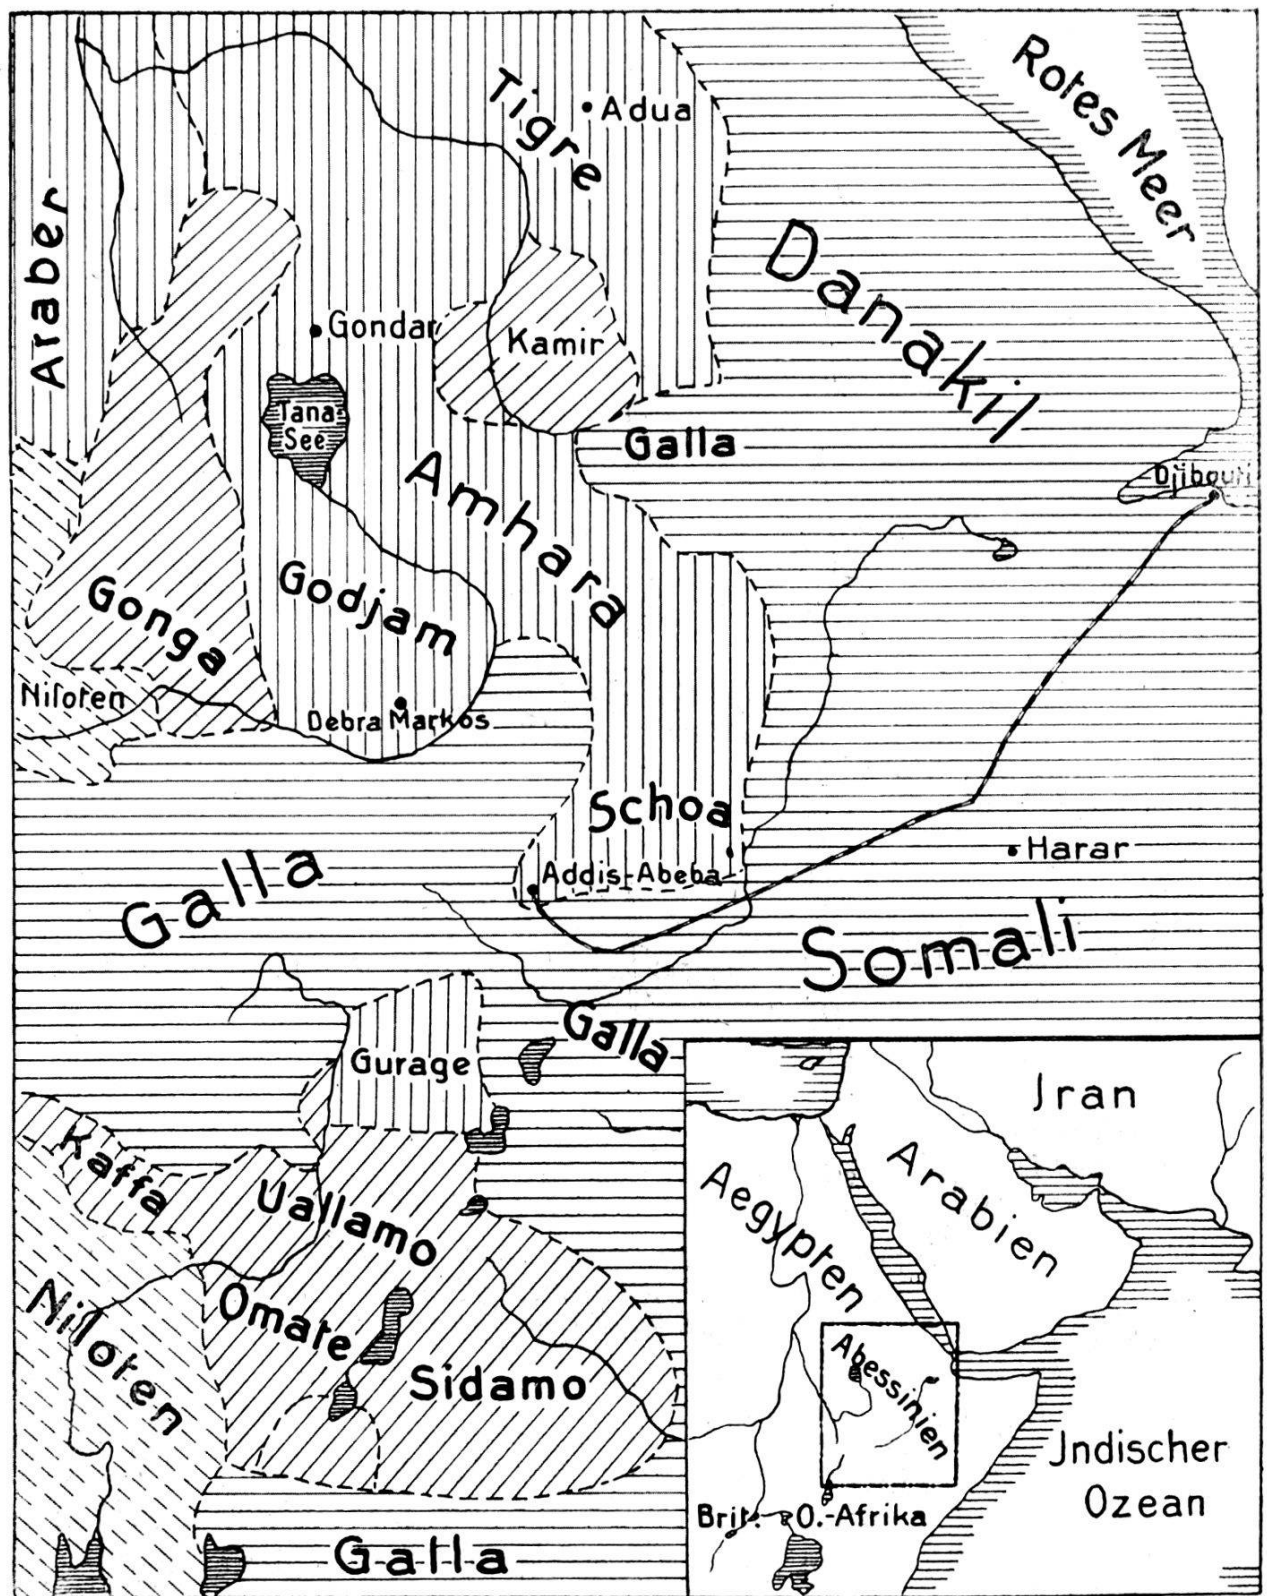 Rotes Meer
Tigre
Adua
Araber
Danakil
Gondar
Kamir
Tana-
See
Galla
Amhara
Djibouti
Godjam
Gonga
Niloten
Debra Markos
Schoa
Addis-Abeba
Harar
Galla
Somali
Galla
Gurage
Kaffa
Uallamo
Niloten
Omate
Sidamo
Galla
Jran
Arabien
Aegypten
Abessinien
Jndischer
Ozean
Brit. O.-Afrika